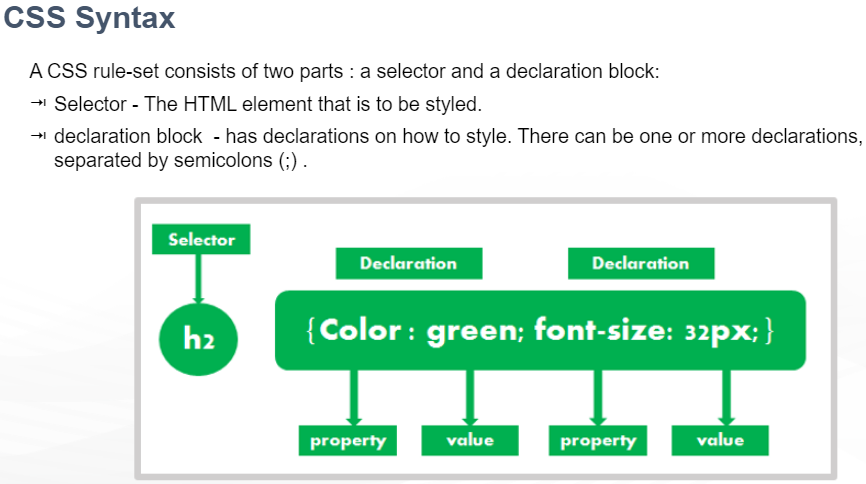 CSS Syntax
A CSS rule-set consists of two parts : a selector and a declaration block:
⇥ Selector - The HTML element that is to be styled.
⇥ declaration block - has declarations on how to style. There can be one or more declarations,
separated by semicolons (;) .
Selector
Declaration
Declaration
h2
{Color : green; font-size: 32px;}
property
value
property
value